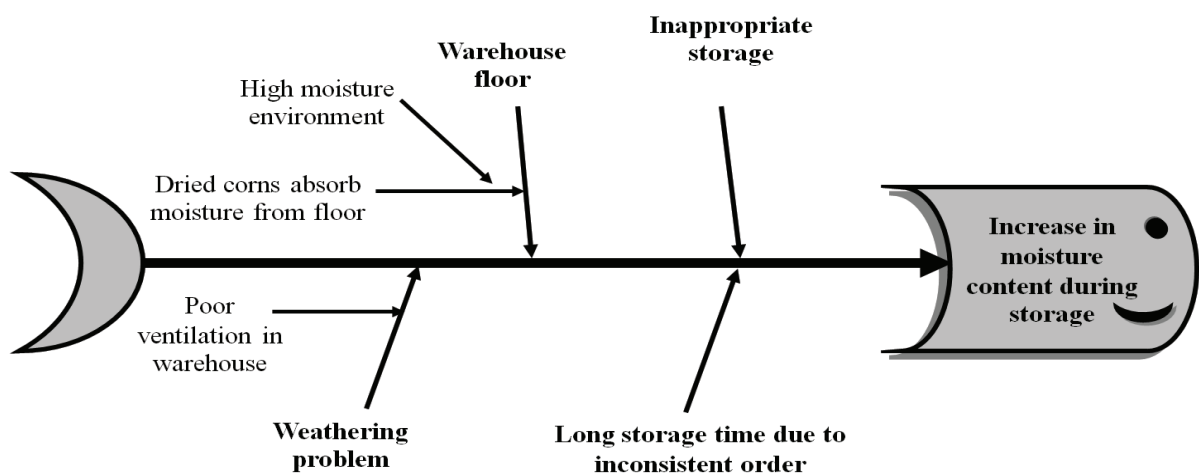 Inappropriate
storage
Warehouse
floor
High moisture
environment
Dried corns absorb
moisture from floor
Increase in
moisture
content during
storage
Poor
ventilation in
warehouse
Weathering
problem
Long storage time due to
inconsistent order